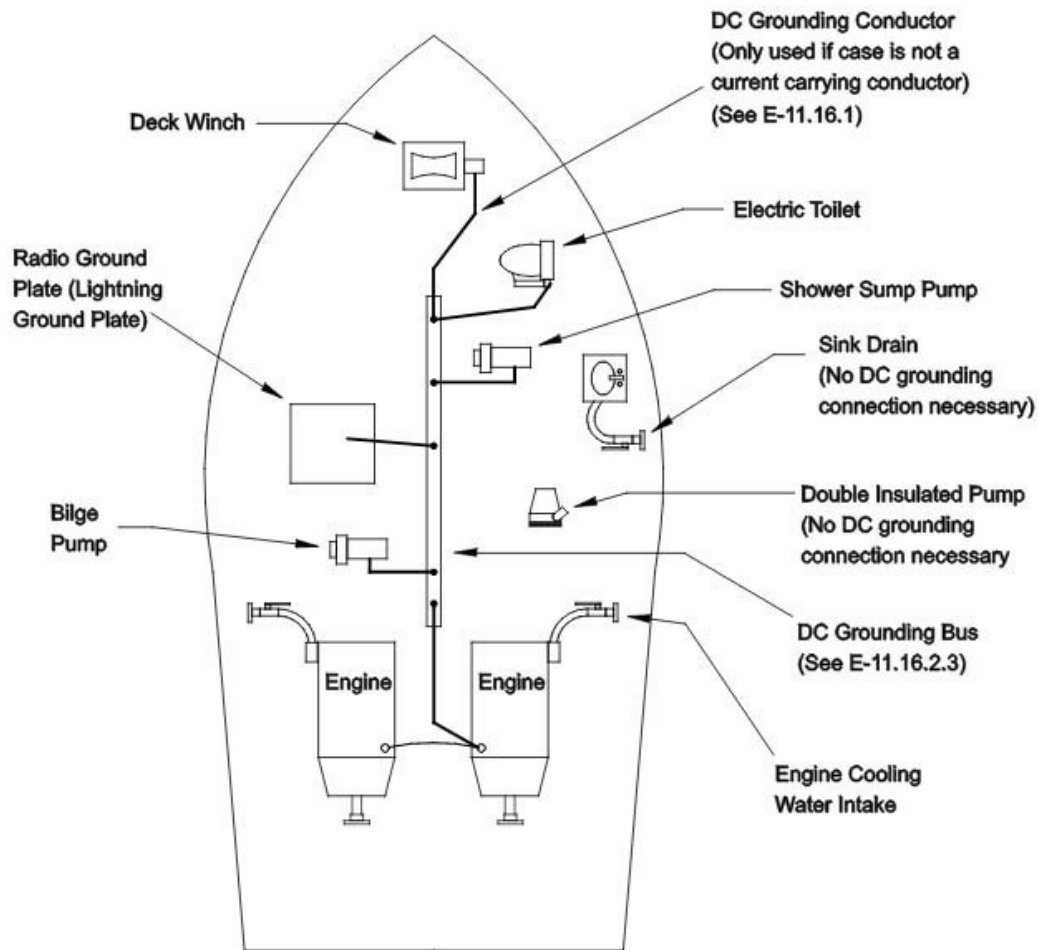 DC Grounding Conductor
(Only used if case is not a
current carrying conductor)
(See E-11.16.1)
Deck Winch
Electric Toilet
Radio Ground
Plate (Lightning
Ground Plate)
Shower Sump Pump
Sink Drain
(No DC grounding
connection necessary)
Bilge
Pump
Double Insulated Pump
(No DC grounding
connection necessary
DC Grounding Bus
(See E-11.16.2.3)
Engine
Engine
Engine Cooling
Water Intake